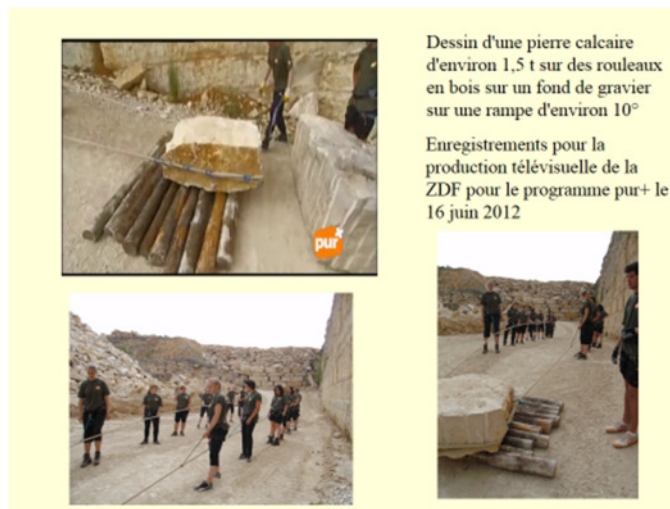 Dessin d'une pierre calcaire
d'environ 1,5 t sur des rouleaux
en bois sur un fond de gravier
sur une rampe d'environ 10°
Enregistrements pour la
production télévisuelle de la
ZDF pour le programme pur+ le
16 juin 2012
pur+